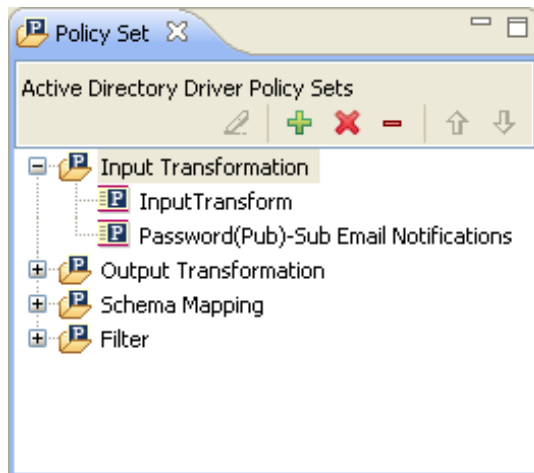 Policy Set
Active Directory Driver Policy Sets
Input Transformation
InputTransform
Password(Pub)-Sub Email Notifications
Output Transformation
Schema Mapping
Filter